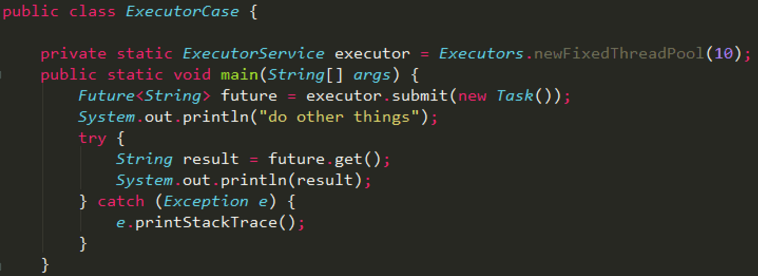 public class ExecutorCase {
private static ExecutorService executor = Executors.newFixedThreadPool(10);
public static void main(String[] args) {
Future<String> future = executor.submit(new Task());
System.out.println("do other things");
try {
String result = future.get();
System.out.println(result);
} catch (Exception e) {
e.printStackTrace();
}
}